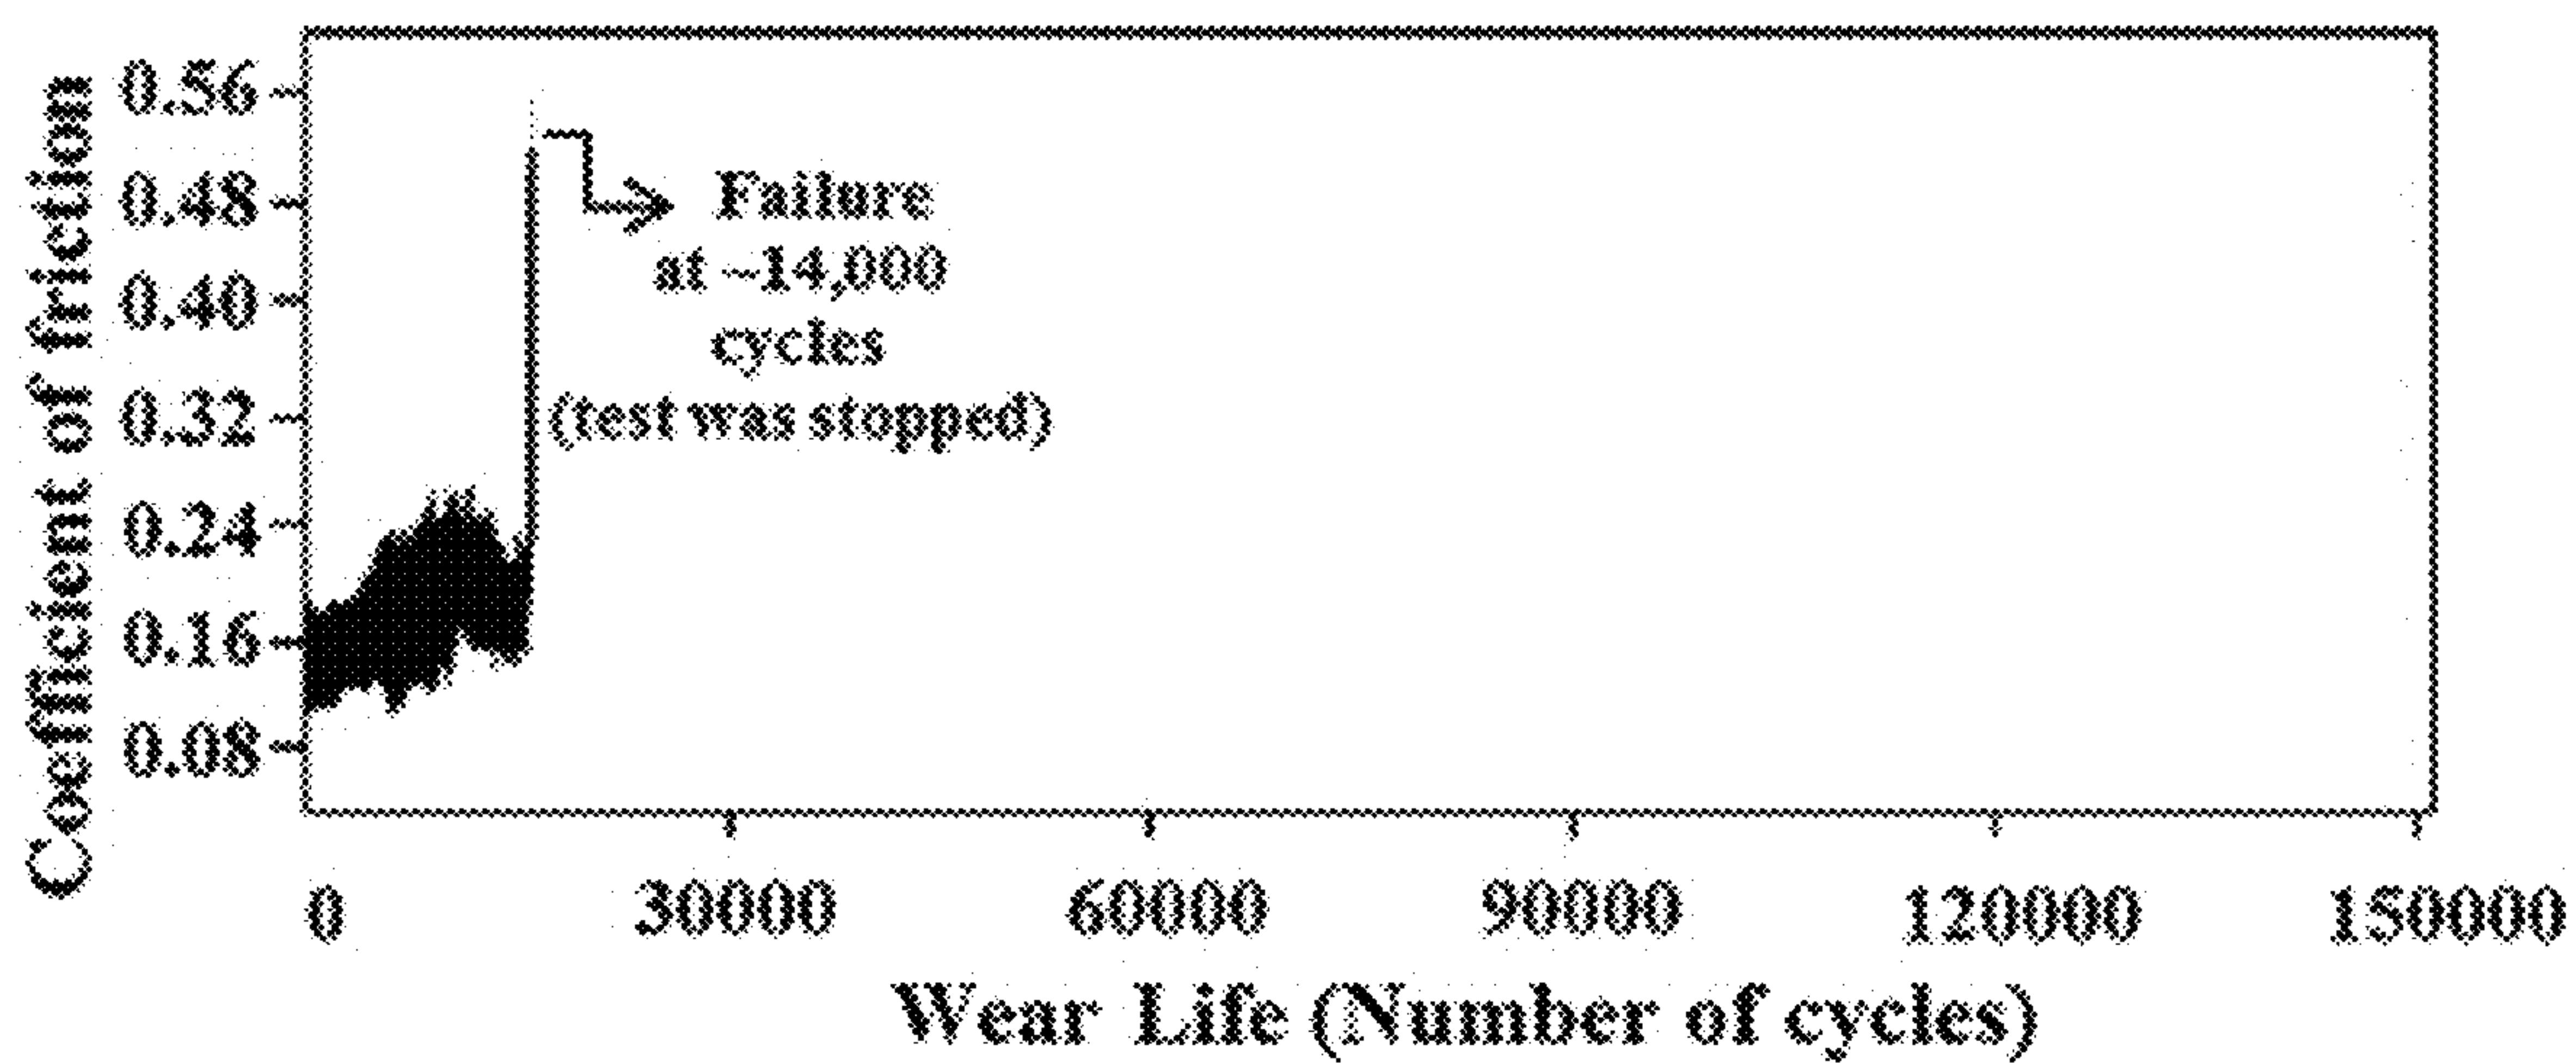 Coefficient of friction
0.56
0.48
0.40
0.32
0.24
0.16
0.08
Failure
at ~14,000
cycles
(test was stopped)
0 30000 60000 90000 120000 150000
Wear Life (Number of cycles)